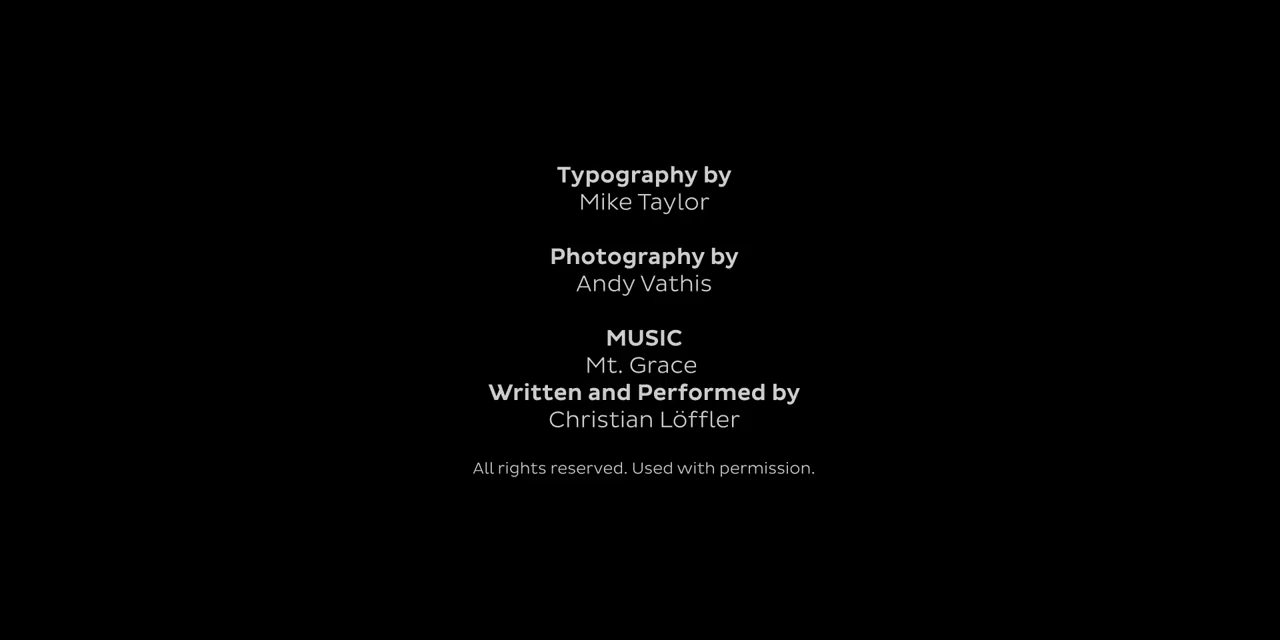 Typography by
Mike Taylor
Photography by
Andy Vathis
MUSIC
Mt. Grace
Written and Performed by
Christian Löffler
All rights reserved. Used with permission.